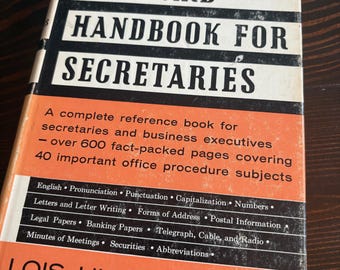 HANDBOOK FOR
SECRETARIES
A complete reference book for
secretaries and business executives
— over 600 fact-packed pages covering
40 important office procedure subjects
English • Pronunciation • Punctuation • Capitalization • Numbers •
Letters and Letter Writing • Forms of Address • Postal Information •
Legal Papers • Banking Papers • Telegraph, Cable, and Radio •
Minutes of Meetings • Securities • Abbreviations •
LOIS